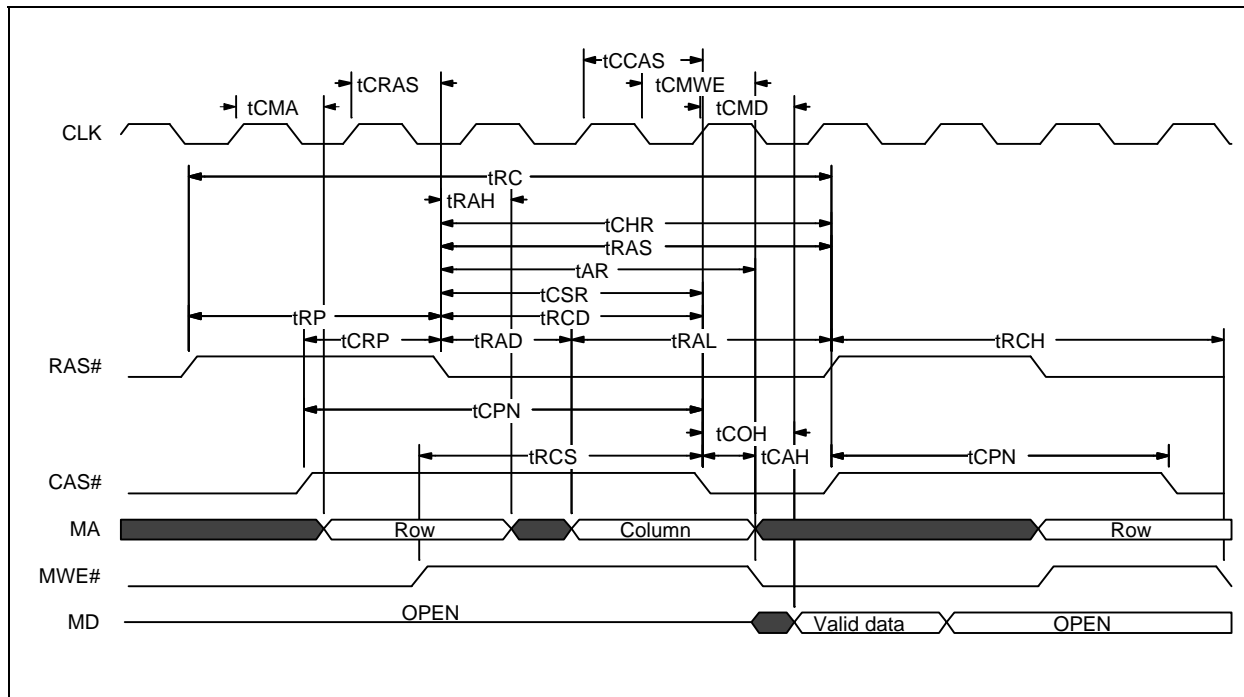 tCCAS
tCRAS
tCMWE
tCMA
tCMD
CLK
tRC
tRAH
tCHR
tRAS
tAR
tCSR
tRP
tRCD
tCRP
tRAD
tRAL
tRCH
RAS#
tCPN
tCOH
tRCS
tCAH
tCPN
CAS#
MA
Row
Column
Row
MWE#
OPEN
MD
Valid data
OPEN